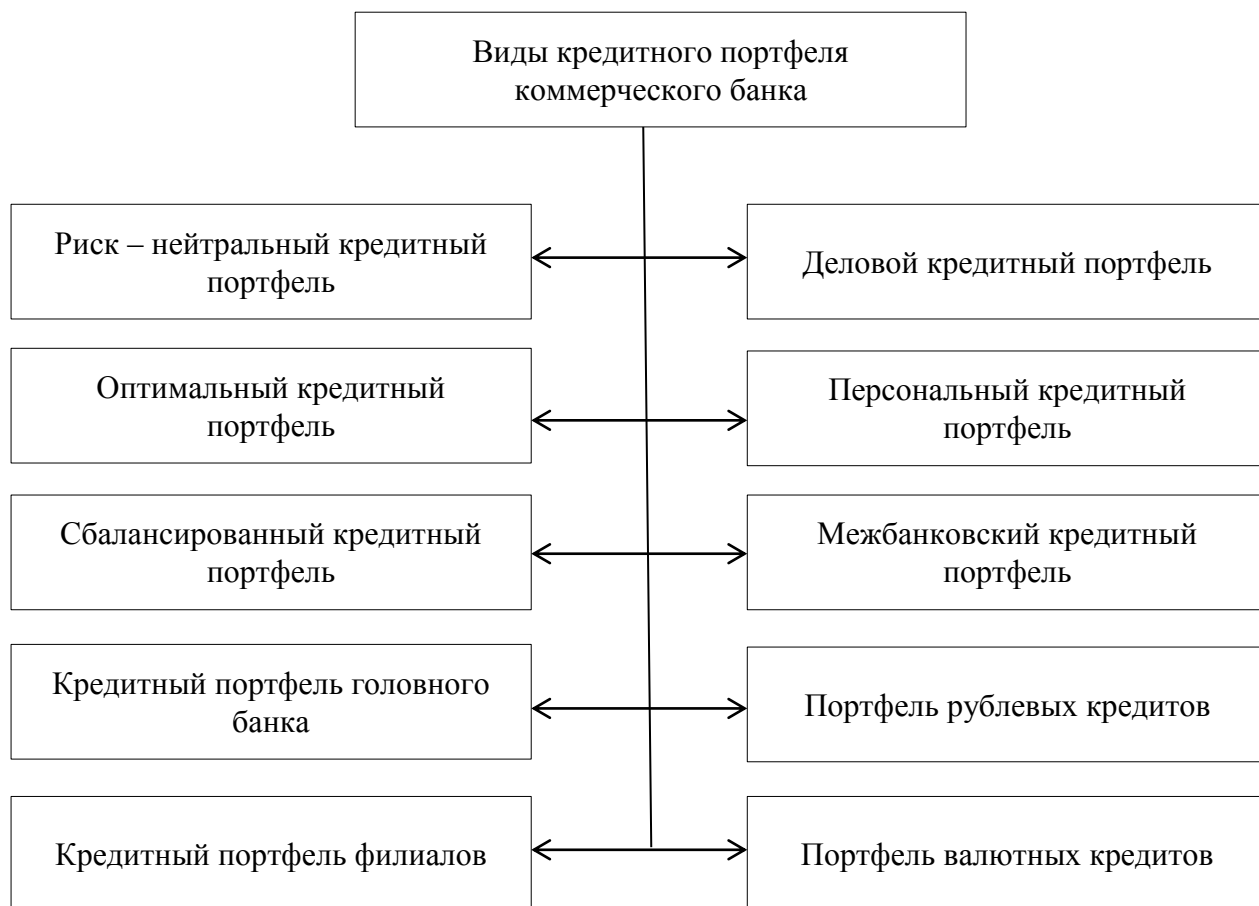 Виды кредитного портфеля
коммерческого банка
Риск – нейтральный кредитный
портфель
Деловой кредитный портфель
Оптимальный кредитный
портфель
Персональный кредитный
портфель
Сбалансированный кредитный
портфель
Межбанковский кредитный
портфель
Кредитный портфель головного
банка
Портфель рублевых кредитов
Кредитный портфель филиалов
Портфель валютных кредитов